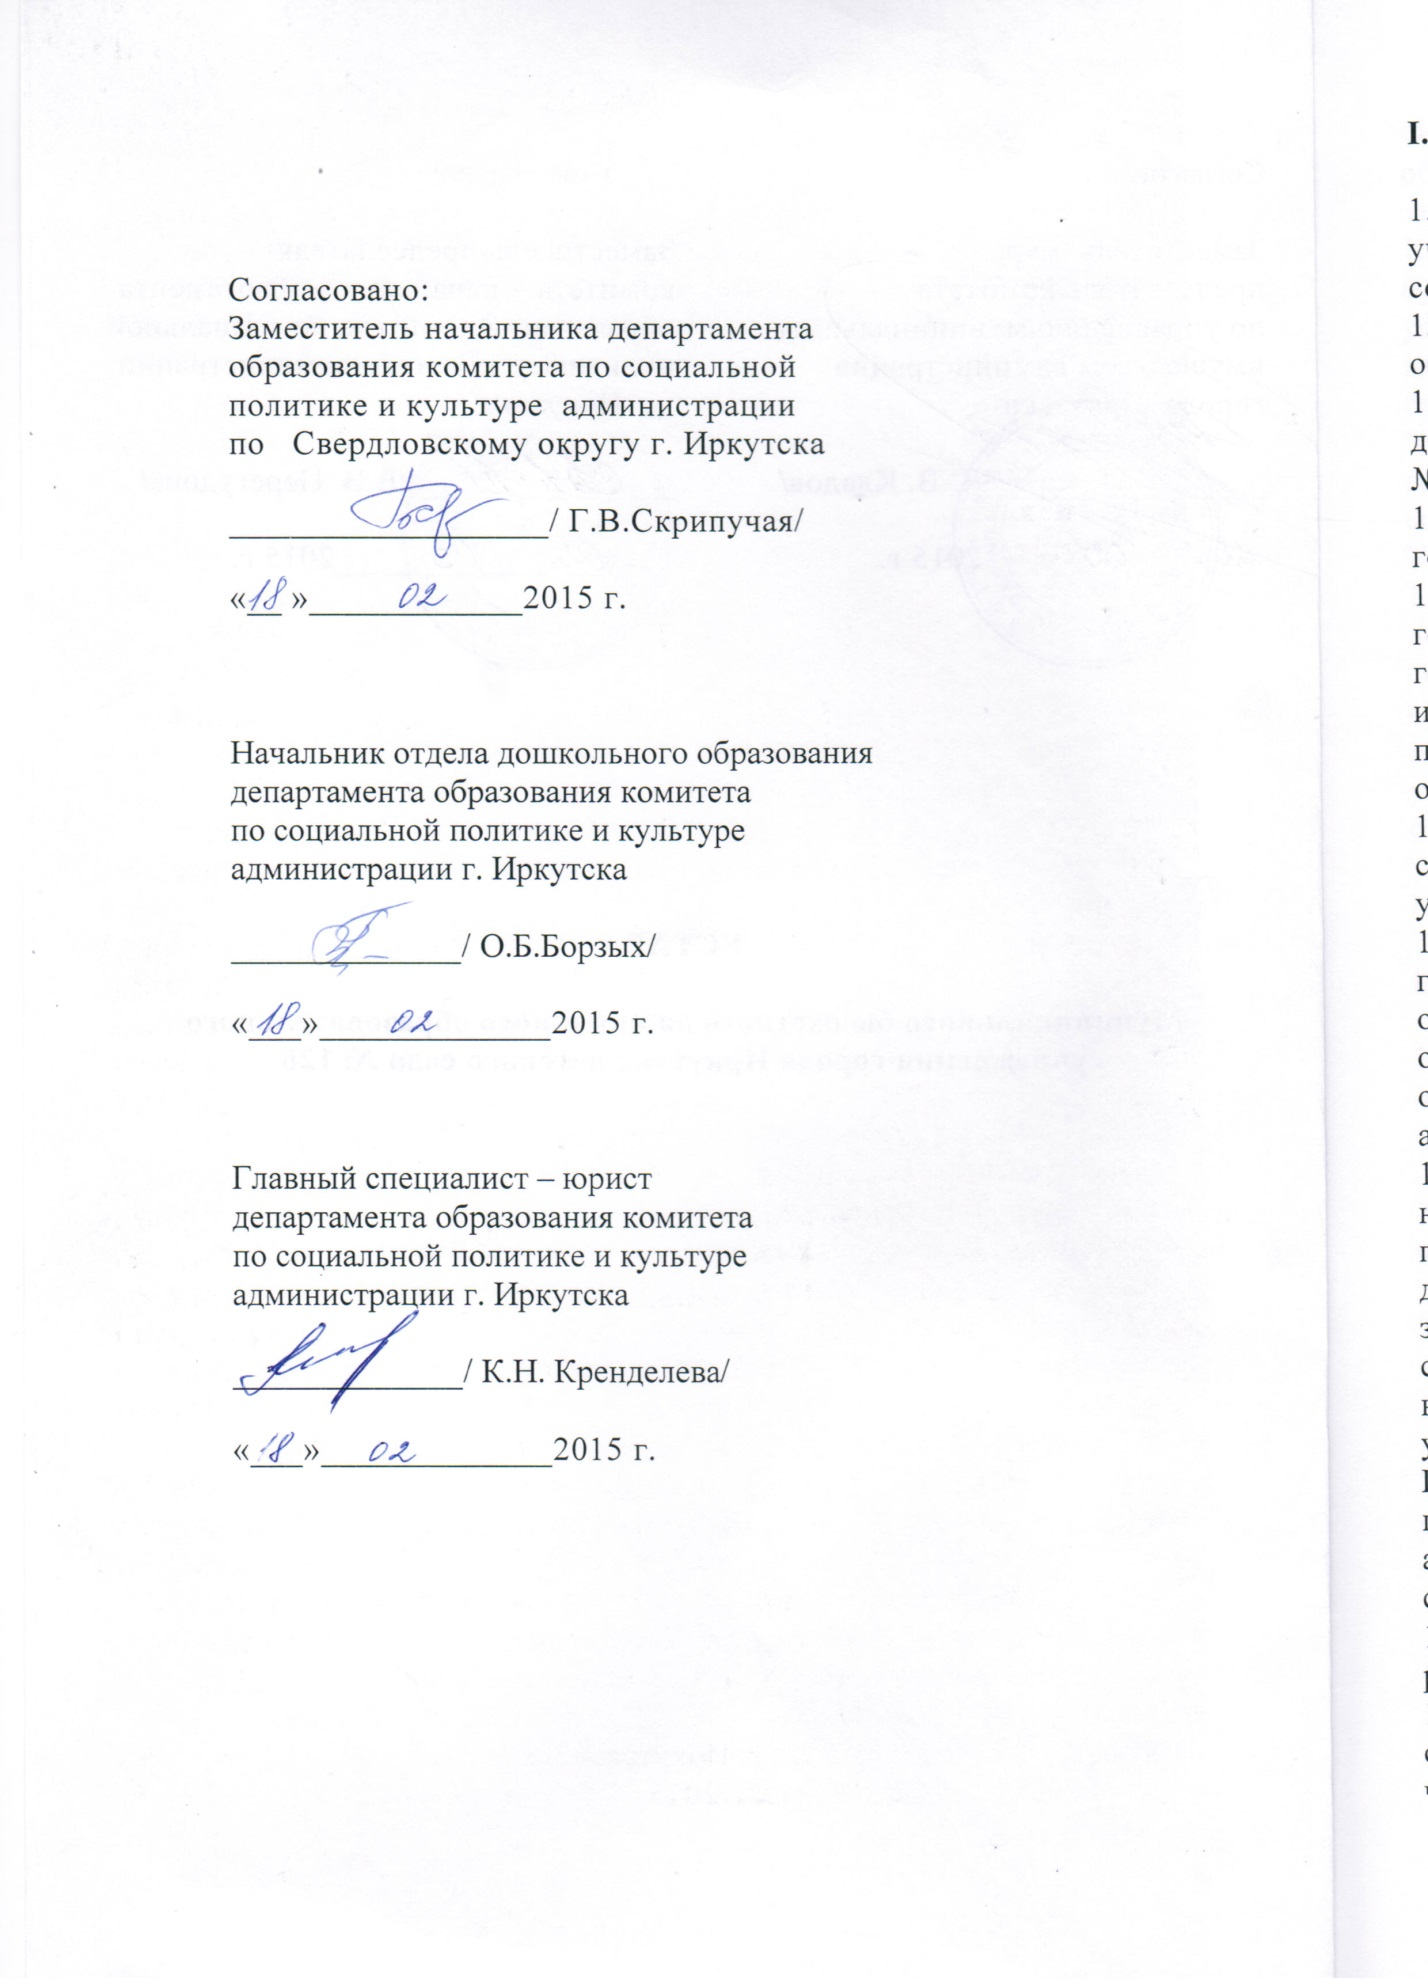 Согласовано:
Зместитель начальника департамента
образования комитета по социальной
политике и культуре администрации
по Свердловскому округу г. Иркутска
/ Г.В.Скрипучая/
«18» 02 2015 г.
Начальник отдела дошкольного образования
департамента образования комитета
по социальной политике и культуре
администрации г. Иркутска
/ О.Б.Борзых/
«18» 02 2015 г.
Главный специалист – юрист
департамента образования комитета
по социальной политике и культуре
администрации г. Иркутска
/ К.Н. Кренделева/
«18» 02 2015 г.
I.